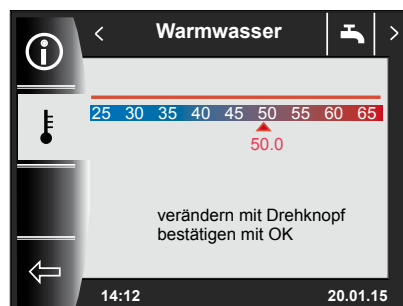 < Warmwasser >
25 30 35 40 45 50 55 60 65
50.0
verändern mit Drehknopf
bestätigen mit OK
14:12 20.01.15